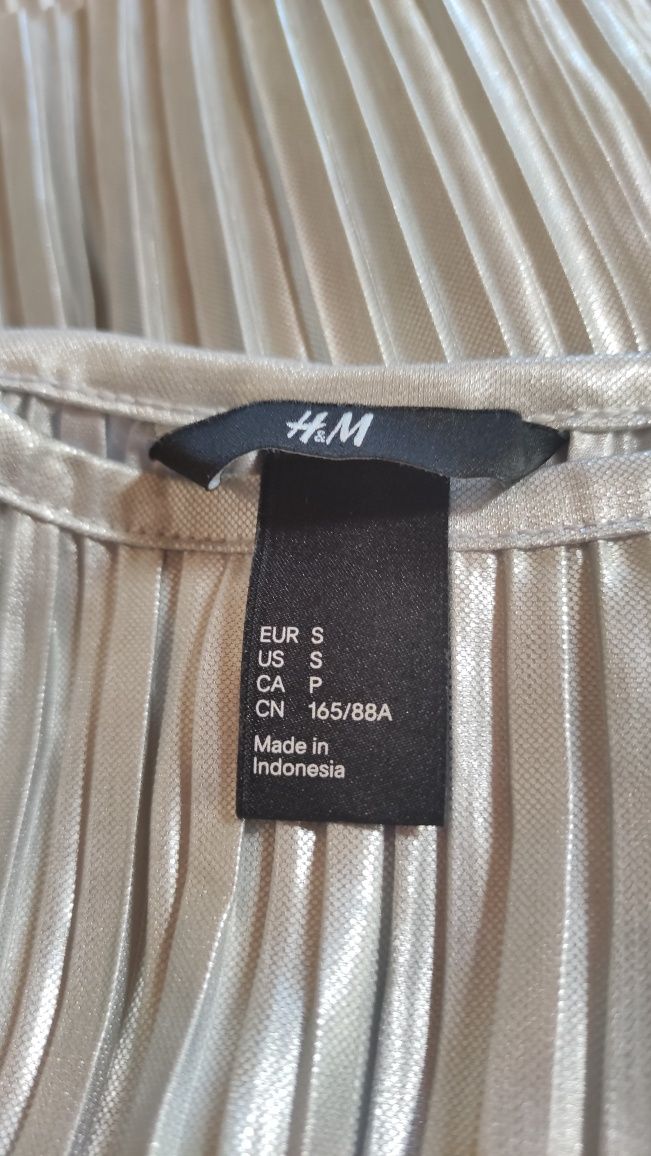 H&M
EUR S
US S
CA P
CN 165/88A
Made in
Indonesia